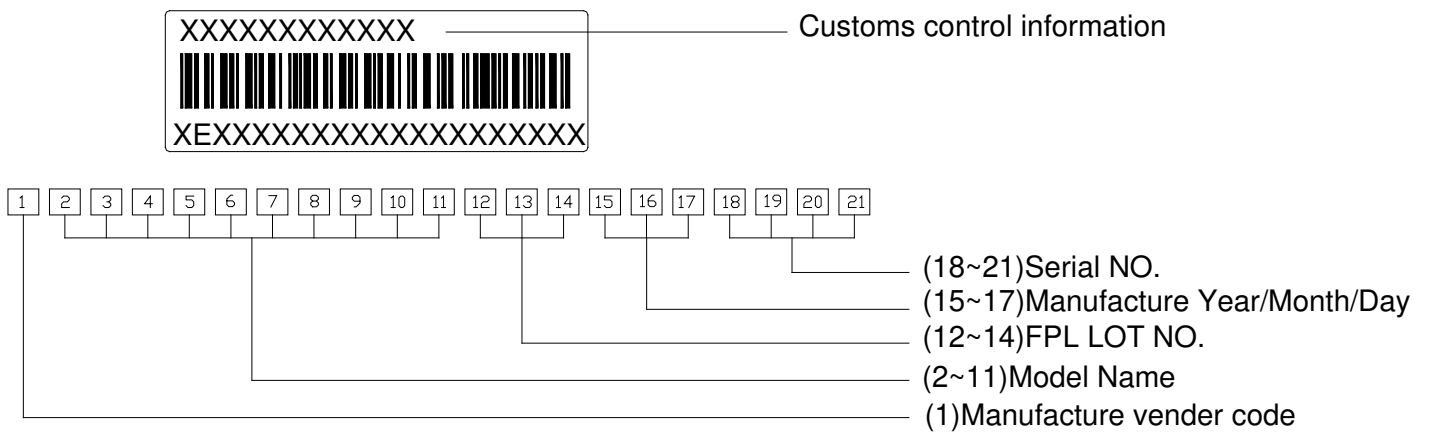 XXXXXXXXXXXX
Customs control information
XEXXXXXXXXXXXXXXXXXXX
1 2 3 4 5 6 7 8 9 10 11 12 13 14 15 16 17 18 19 20 21
(18~21)Serial NO.
(15~17)Manufacture Year/Month/Day
(12~14)FPL LOT NO.
(2~11)Model Name
(1)Manufacture vender code